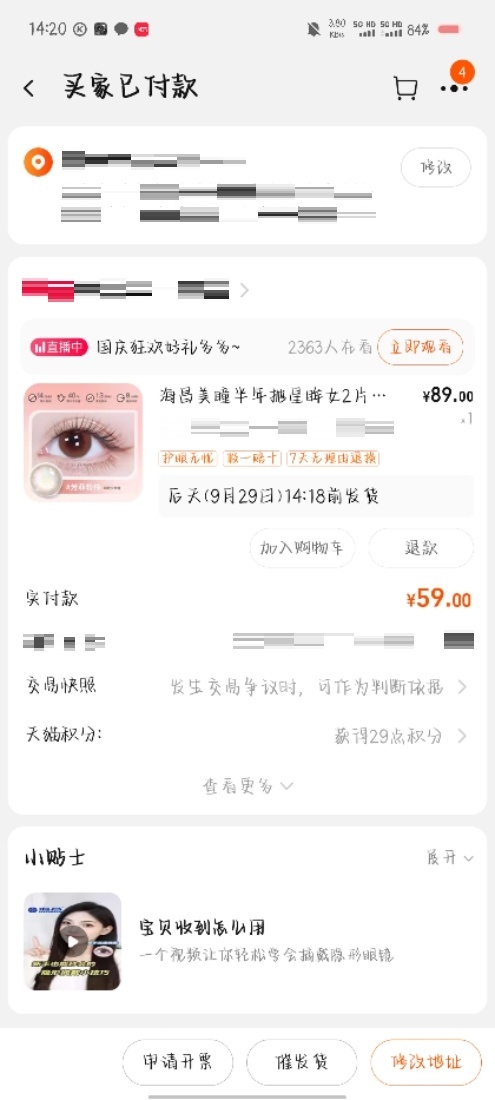 14:20
3.80 KB/s 5G HD 5G HD 84%
买家已付款
4
修改
直播中 国庆狂欢好礼多多~ 2363人在看 立即观看
海昌美瞳半年抛星眸女2片… ¥89.00
×1
护眼无忧 假一赔十 7天无理由退换
后天(9月29日)14:18前发货
加入购物车 退款
实付款 ¥59.00
交易快照 发生交易争议时，可作为判断依据
天猫积分: 获得29点积分
查看更多
小贴士 展开
宝贝收到怎么用
一个视频让你轻松学会摘戴隐形眼镜
申请开票 催发货 修改地址